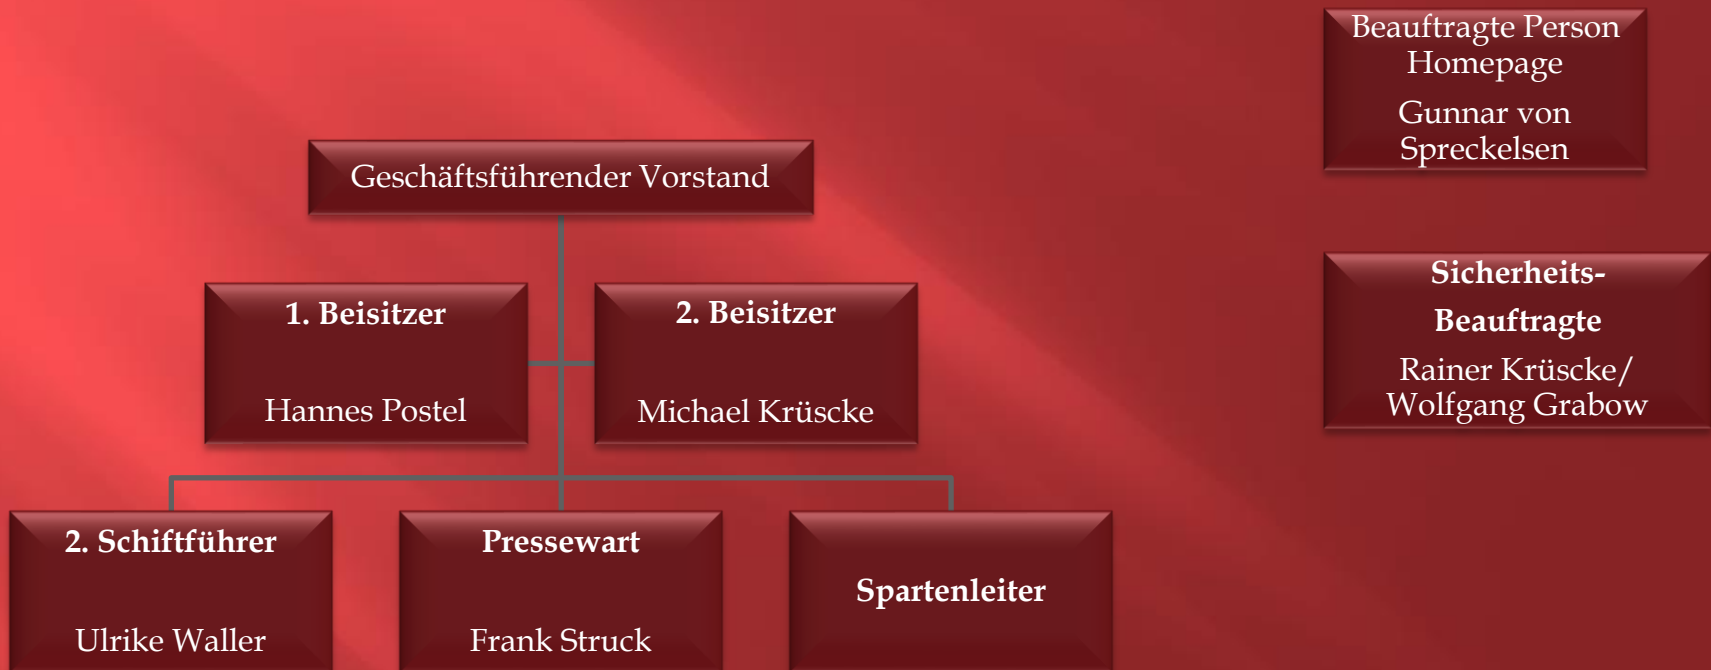 Beauftragte Person
Homepage
Gunnar von
Spreckelsen
Geschäftsführender Vorstand
1. Beisitzer
Hannes Postel
2. Beisitzer
Michael Krüscke
Sicherheits-
Beauftragte
Rainer Krüscke/
Wolfgang Grabow
2. Schiftführer
Ulrike Waller
Pressewart
Frank Struck
Spartenleiter